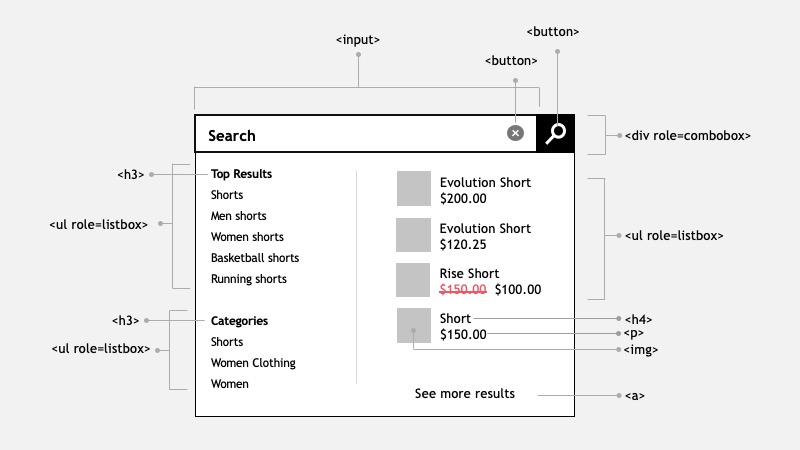 <button>
<input>
<button>
Search
<div role=combobox>
<h3>
Top Results
Shorts
Men shorts
Women shorts
Basketball shorts
Running shorts
<ul role=listbox>
<h3>
Categories
Shorts
Women Clothing
Women
<ul role=listbox>
Evolution Short
$200.00
Evolution Short
$120.25
Rise Short
$150.00 $100.00
Short
$150.00
See more results
<ul role=listbox>
<h4>
<p>
<img>
<a>